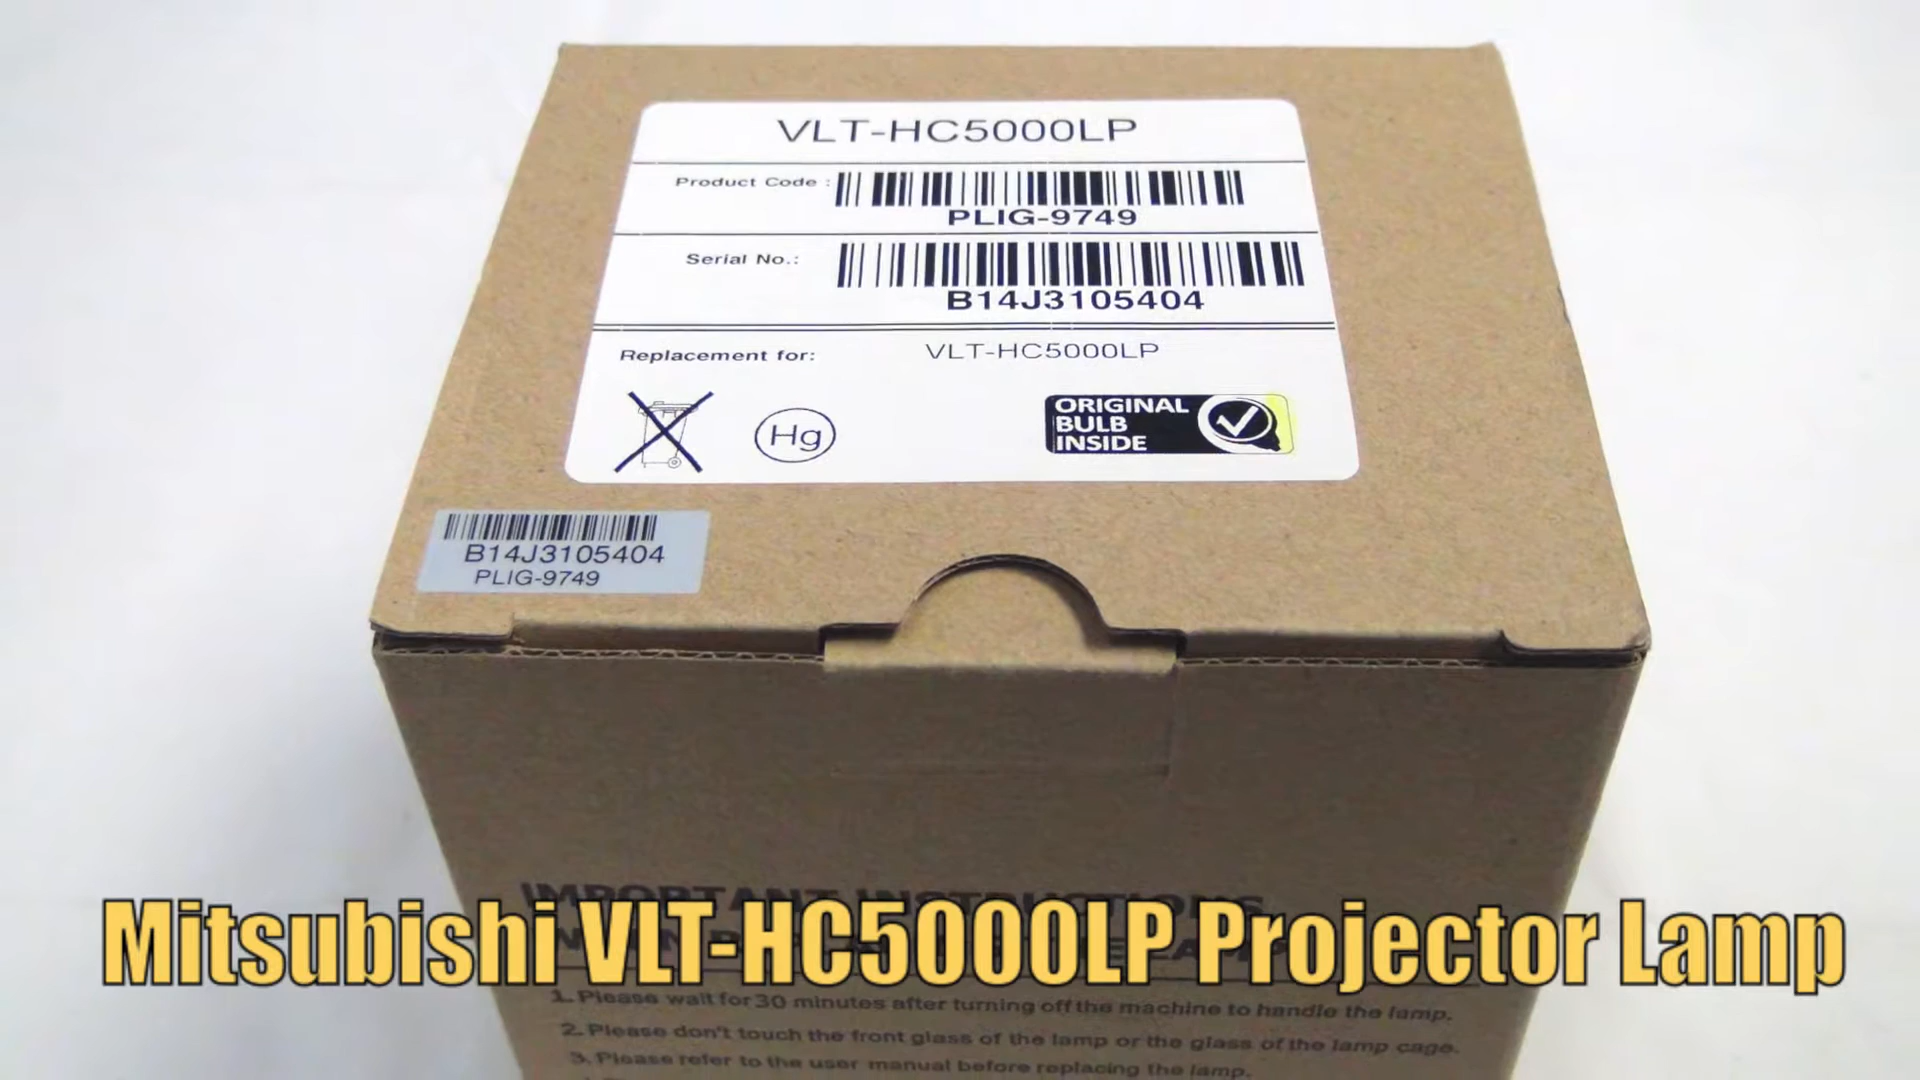 VLT-HC5000LP
Product Code :
PLIG-9749
Serial No.:
B14J3105404
Replacement for: VLT-HC5000LP
Hg
ORIGINAL
BULB
INSIDE
B14J3105404
PLIG-9749
IMPORTANT INSTRUCTIONS
Mitsubishi VLT-HC5000LP Projector Lamp
1. Please wait for 30 minutes after turning off the machine to handle the lamp.
2. Please don't touch the front glass of the lamp or the glass of the lamp cage.
3. Please refer to the user manual before replacing the lamp.